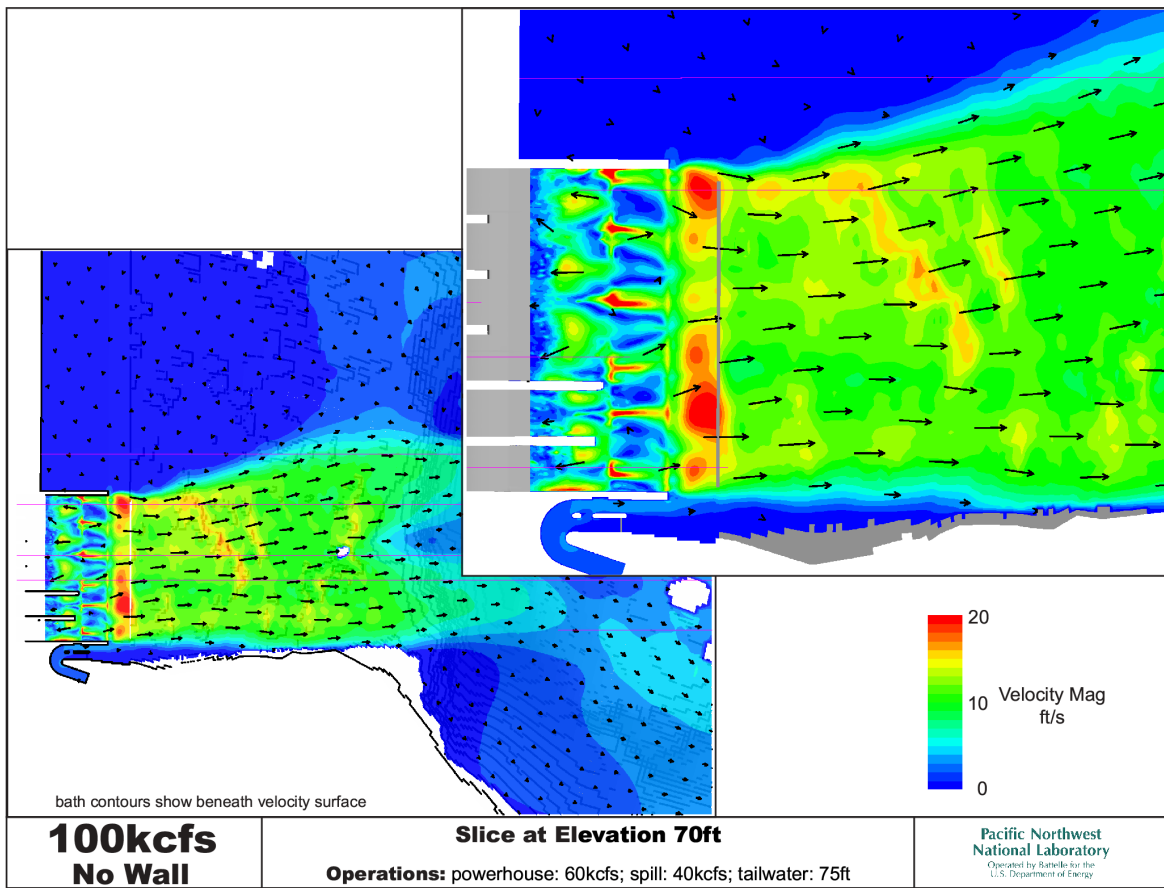 20
10
0
Velocity Mag
ft/s
bath contours show beneath velocity surface
100kcfs
No Wall
Slice at Elevation 70ft
Operations: powerhouse: 60kcfs; spill: 40kcfs; tailwater: 75ft
Pacific Northwest
National Laboratory
Operated by Battelle for the
U.S. Department of Energy